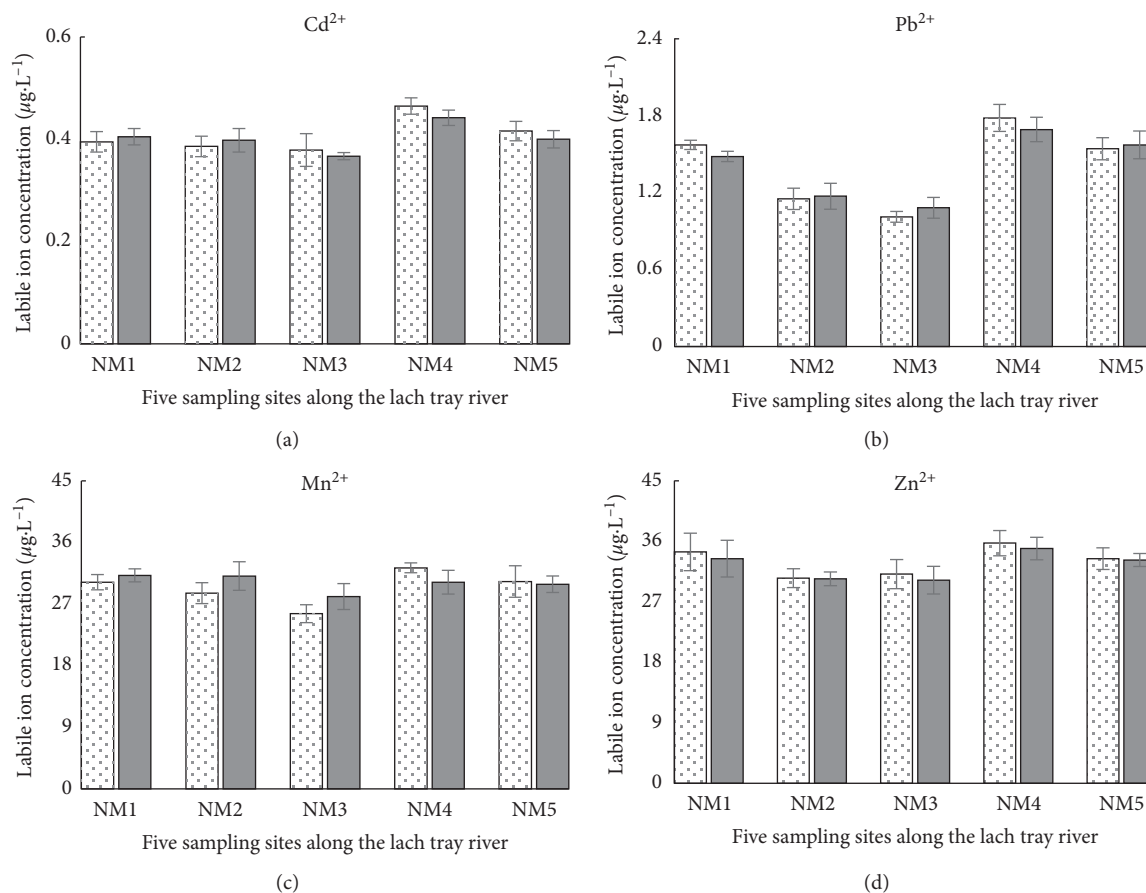 Cd²⁺
Labile ion concentration (μg·L⁻¹)
0.6
0.4
0.2
0
NM1 NM2 NM3 NM4 NM5
Five sampling sites along the lach tray river
(a)
Pb²⁺
Labile ion concentration (μg·L⁻¹)
2.4
1.8
1.2
0.6
0
NM1 NM2 NM3 NM4 NM5
Five sampling sites along the lach tray river
(b)
Mn²⁺
Labile ion concentration (μg·L⁻¹)
45
36
27
18
9
0
NM1 NM2 NM3 NM4 NM5
Five sampling sites along the lach tray river
(c)
Zn²⁺
Labile ion concentration (μg·L⁻¹)
45
36
27
18
9
0
NM1 NM2 NM3 NM4 NM5
Five sampling sites along the lach tray river
(d)